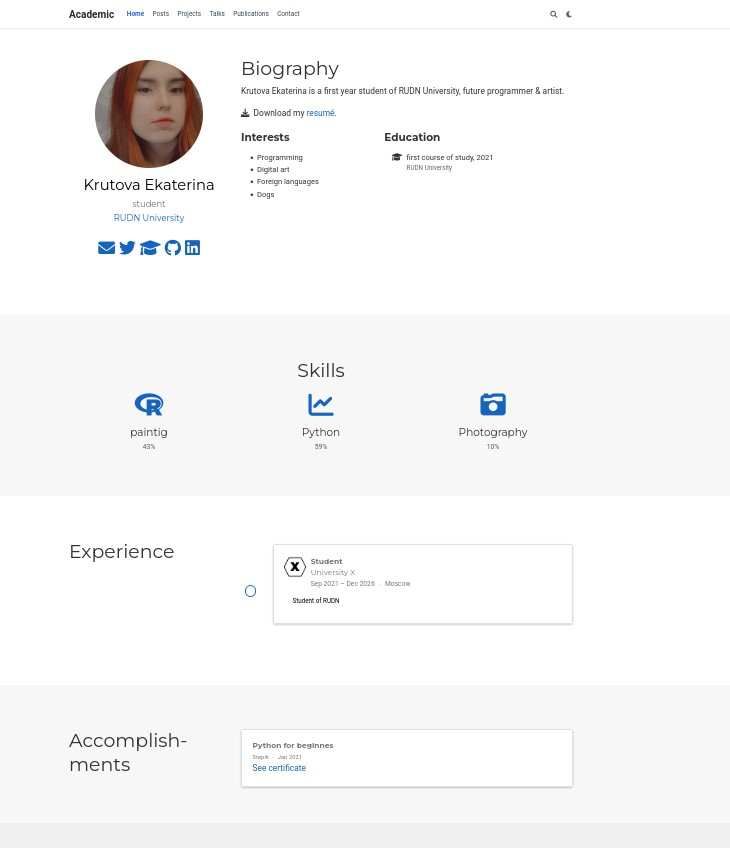 Academic Home Posts Projects Talks Publications Contact
Biography
Krutova Ekaterina is a first year student of RUDN University, future programmer & artist.
Download my resumé.
Interests
Programming
Digital art
Foreign languages
Dogs
Education
first course of study, 2021
RUDN University
Krutova Ekaterina
student
RUDN University
Skills
paintig
43%
Python
59%
Photography
10%
Experience
X
Student
University X
Sep 2021 – Dec 2026 · Moscow
Student of RUDN
Accomplish-
ments
Python for beginnes
Stepik · Jan 2021
See certificate